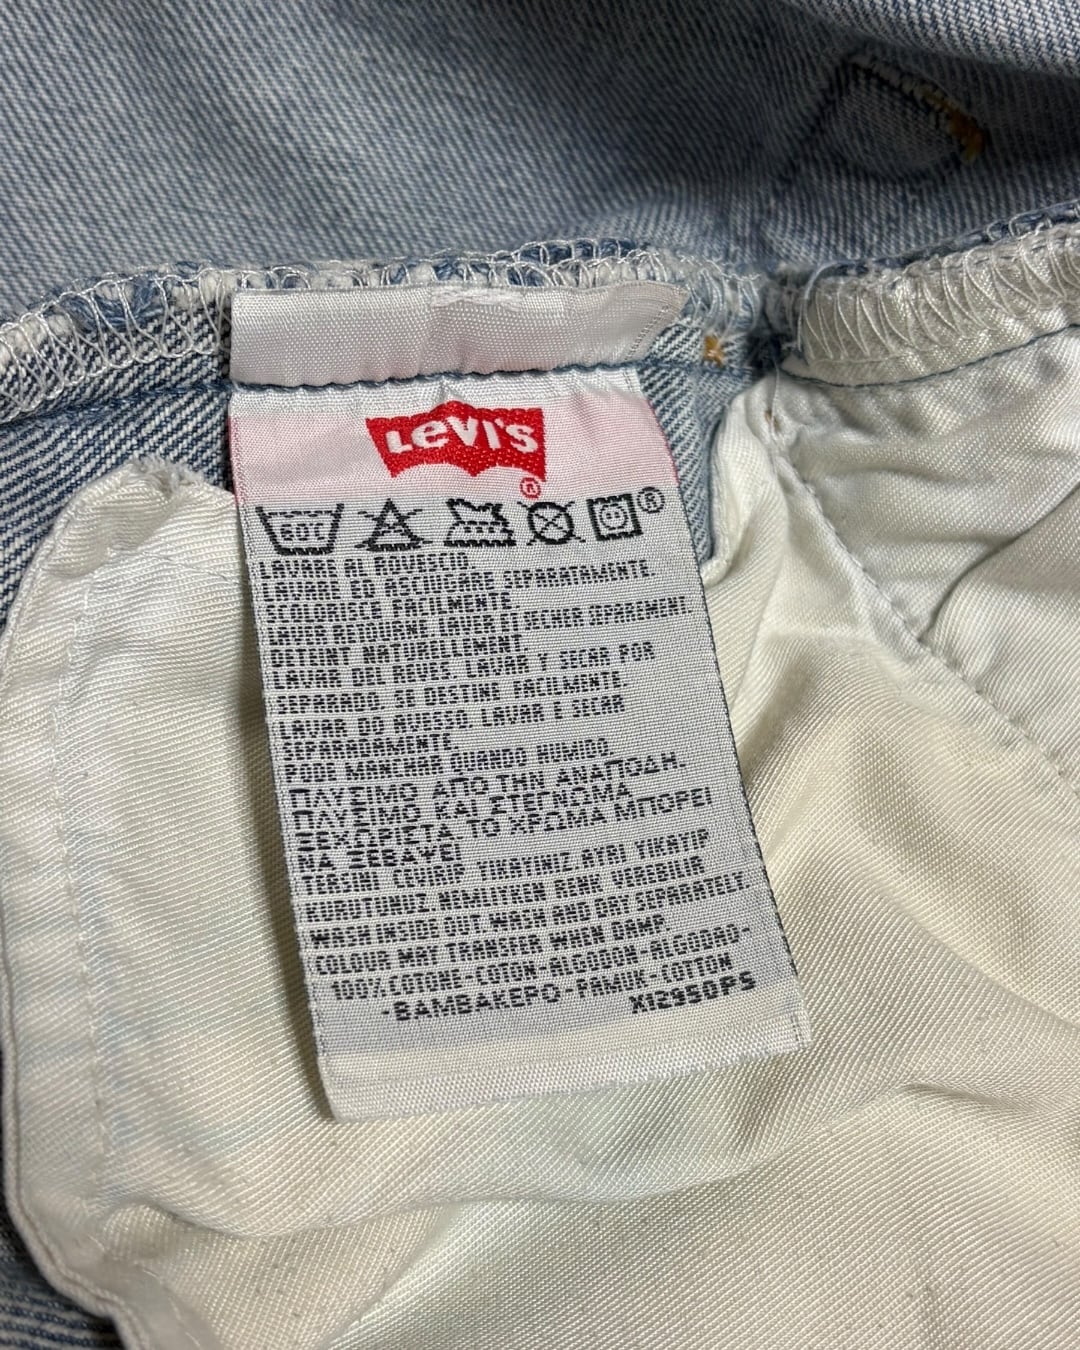 Levi's
®
60°
®
LAVARE AL ROVESCIO.
LAVARE ED ASCIUGARE SEPARATAMENTE
SCOLORISCE FACILMENTE
LAVER RETOURNE LAVER ET SECHER SEPAREMENT.
DETEINT NATURELLEMENT
LAVAR DEL REVES. LAVAR Y SECAR POR
SEPARADO. SE DESTINE FACILMENTE
LAVAR DO AVESSO. LAVAR E SECAR
SEPARADAMENTE.
PODE MANCHAR QUANDO HUMIDO.
ΠΛΥΣΙΜΟ ΑΠΟ ΤΗΝ ΑΝΑΠΟΔΗ.
ΠΛΥΣΙΜΟ ΚΑΙ ΣΤΕΓΝΩΜΑ
ΞΕΧΩΡΙΣΤΑ. ΤΟ ΧΡΩΜΑ ΜΠΟΡΕΙ
ΝΑ ΞΕΒΑΨΕΙ
TERSINI CEVIRIP YIKAYINIZ AYRI YIKAYIP
KURUTUNUZ. NEMLIYKEN RENK VEREBILIR
WASH INSIDE OUT. WASH AND DRY SEPARATELY.
COLOUR MAY TRANSFER WHEN DAMP
100% COTONE-COTON-ALGODON-ALGODAO-
-ΒΑΜΒΑΚΕΡΟ-PAMUK-COTTON
X12950PS